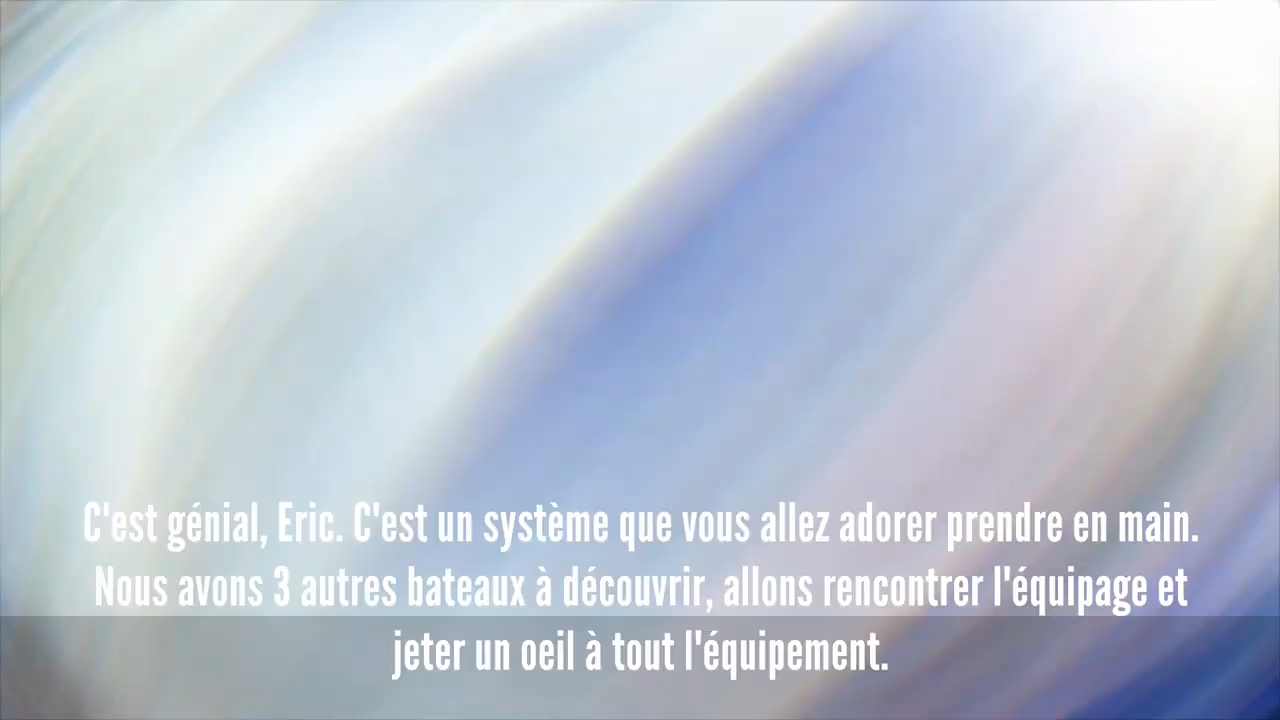 C'est génial, Eric. C'est un système que vous allez adorer prendre en main.
Nous avons 3 autres bateaux à découvrir, allons rencontrer l'équipage et
jeter un oeil à tout l'équipement.